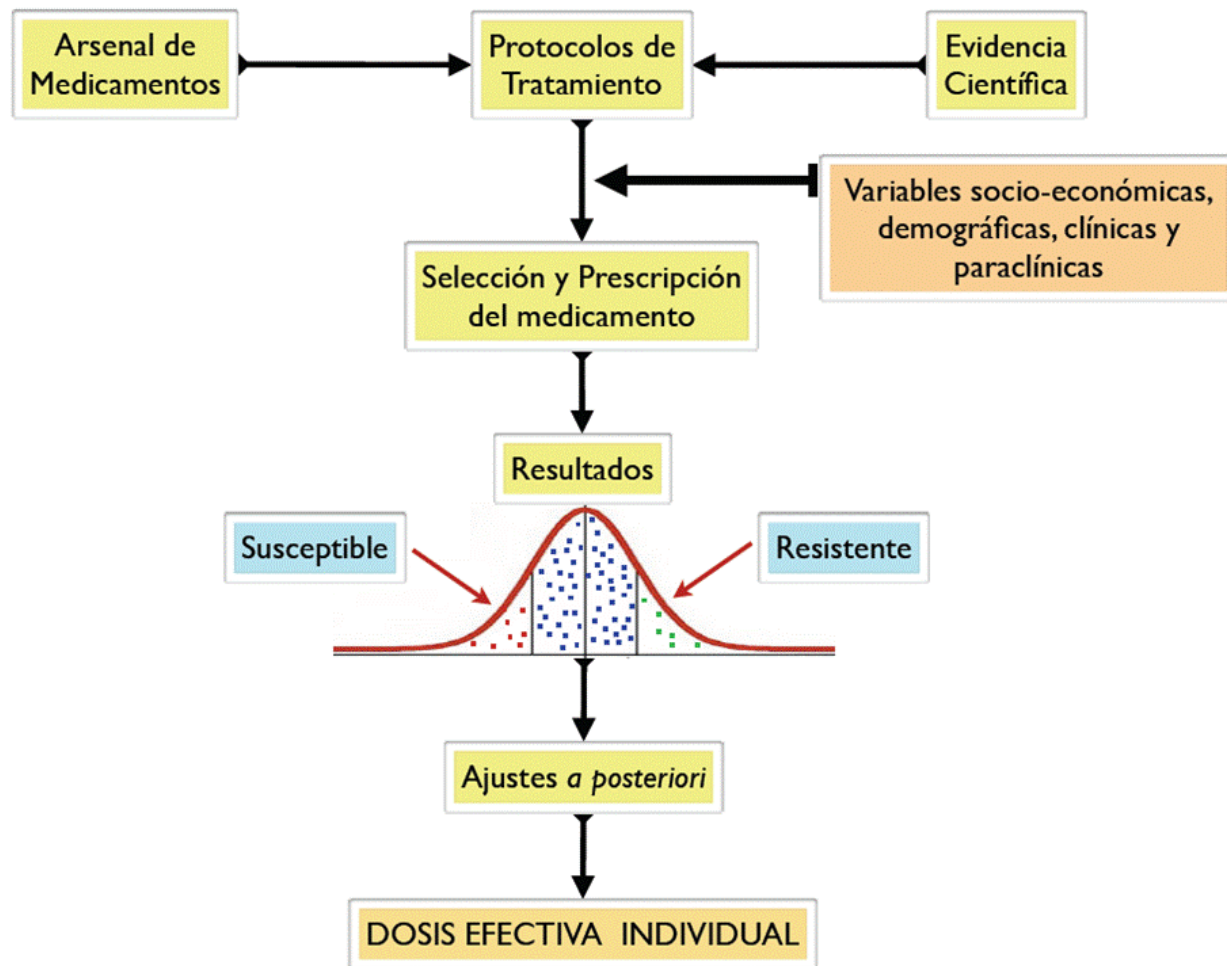 Arsenal de
Medicamentos
Protocolos de
Tratamiento
Evidencia
Científica
Variables socio-económicas,
demográficas, clínicas y
paraclínicas
Selección y Prescripción
del medicamento
Resultados
Susceptible
Resistente
Ajustes a posteriori
DOSIS EFECTIVA INDIVIDUAL